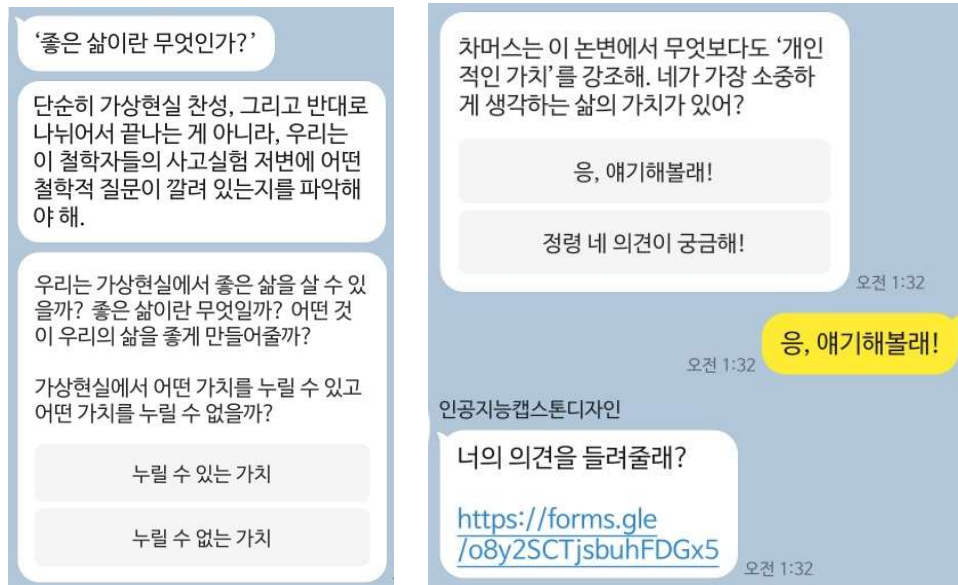 ‘좋은 삶이란 무엇인가?’
단순히 가상현실 찬성, 그리고 반대로
나뉘어서 끝나는 게 아니라, 우리는
이 철학자들의 사고실험 저변에 어떤
철학적 질문이 깔려 있는지를 파악해
야 해.
우리는 가상현실에서 좋은 삶을 살 수 있
을까? 좋은 삶이란 무엇일까? 어떤 것
이 우리의 삶을 좋게 만들어줄까?
가상현실에서 어떤 가치를 누릴 수 있고
어떤 가치를 누릴 수 없을까?
누릴 수 있는 가치
누릴 수 없는 가치
차머스는 이 논변에서 무엇보다도 ‘개인
적인 가치’를 강조해. 네가 가장 소중하
게 생각하는 삶의 가치가 있어?
응, 얘기해볼래!
정령 네 의견이 궁금해!
오전 1:32
응, 얘기해볼래!
오전 1:32
인공지능캡스톤디자인
너의 의견을 들려줄래?
https://forms.gle
/o8y2SCTjsbuhFDGx5
오전 1:32